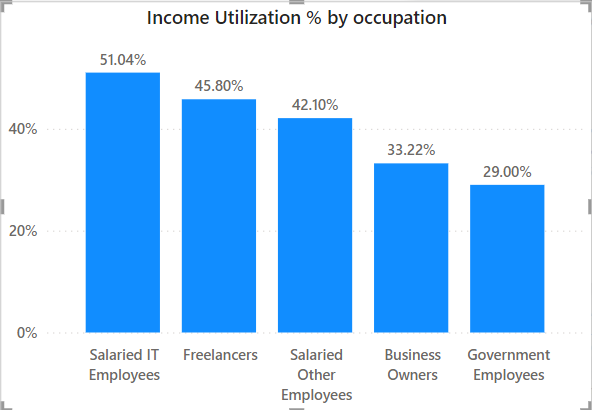 Income Utilization % by occupation
51.04%
45.80%
42.10%
33.22%
29.00%
40%
20%
0%
Salaried IT
Employees
Freelancers
Salaried
Other
Employees
Business
Owners
Government
Employees